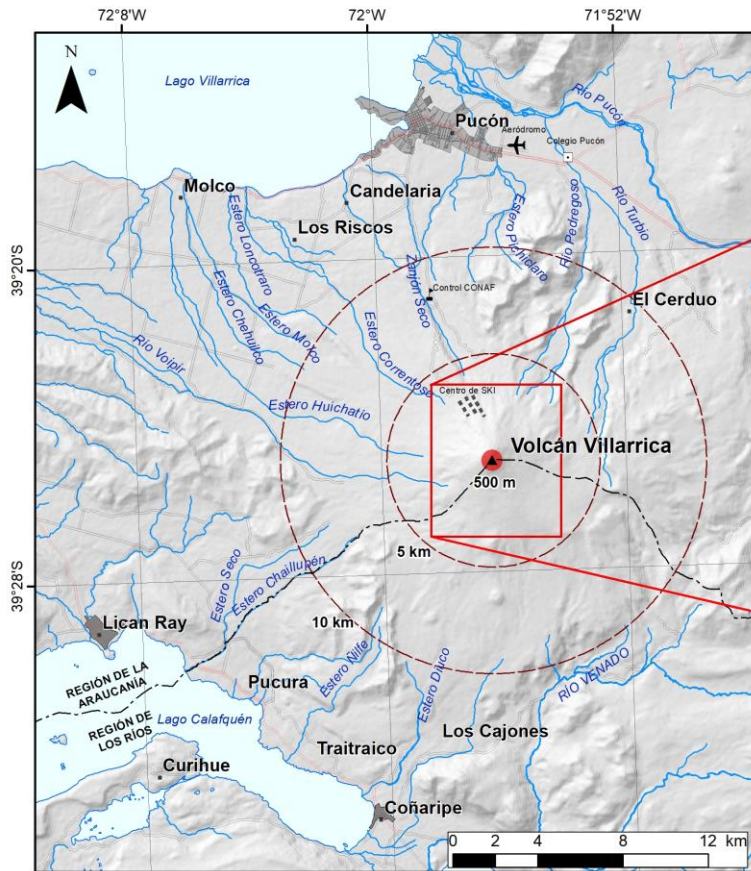 72°8'W
72°0'W
71°52'W
N
Lago Villarrica
Río Pucón
Pucón
Aeródromo
Colegio Pucón
Molco
Candelaria
Los Riscos
Estero Loncotraro
Estero Pichiclaro
Río Pedregoso
Río Turbio
39°20'S
Zanjón Seco
Control CONAF
El Cerduo
Estero Chehuilco
Estero Molco
Río Voipir
Estero Correntoso
Estero Huichatío
Centro de SKI
Volcán Villarrica
500 m
5 km
39°28'S
Estero Seco
Estero Chaillupén
10 km
Lican Ray
Estero Ñilfe
Estero Diuco
RÍO VENADO
REGIÓN DE LA
ARAUCANÍA
Pucura
REGIÓN DE
LOS RÍOS
Lago Calafquén
Los Cajones
Traitraico
Curihue
Coñaripe
0 2 4 8 12 km